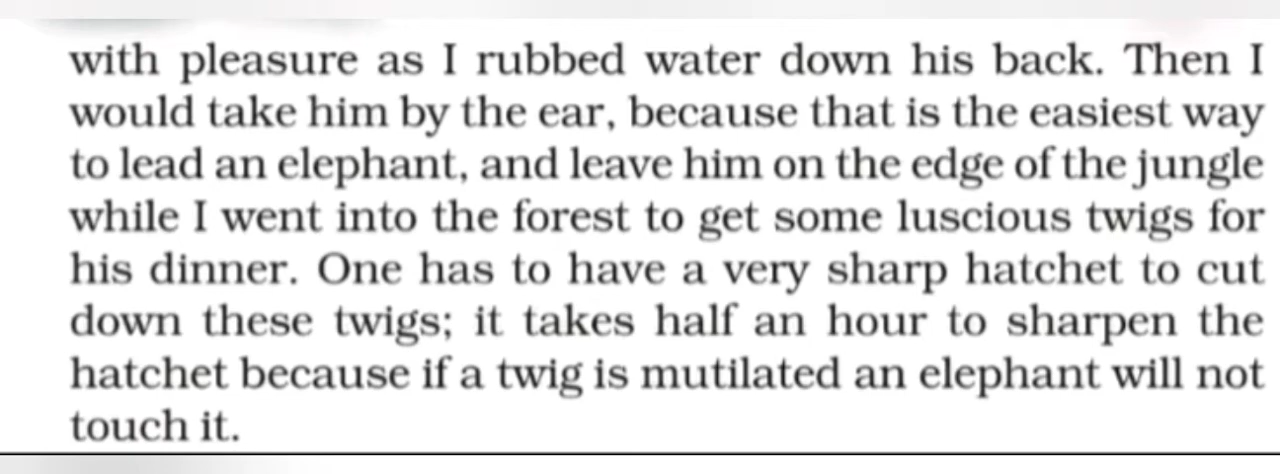 with pleasure as I rubbed water down his back. Then I
would take him by the ear, because that is the easiest way
to lead an elephant, and leave him on the edge of the jungle
while I went into the forest to get some luscious twigs for
his dinner. One has to have a very sharp hatchet to cut
down these twigs; it takes half an hour to sharpen the
hatchet because if a twig is mutilated an elephant will not
touch it.